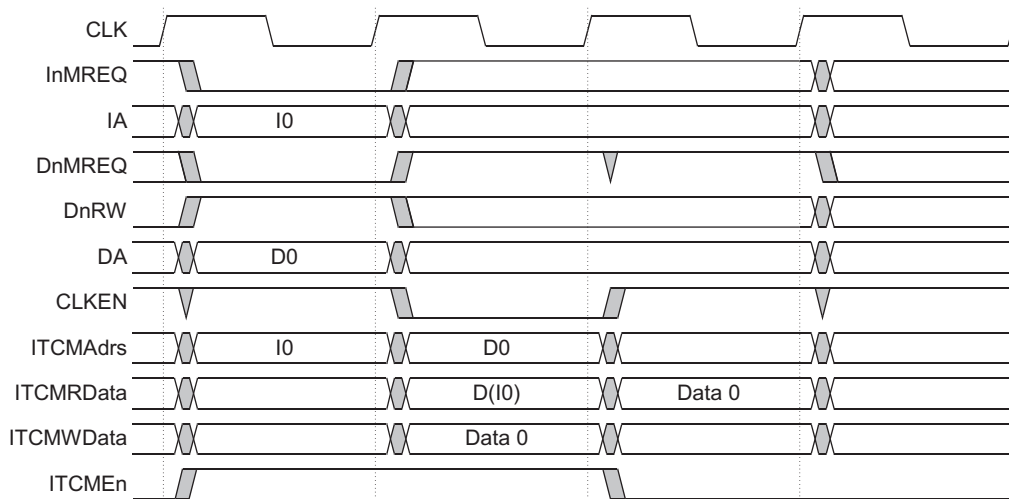 CLK
InMREQ
IA I0
DnMREQ
DnRW
DA D0
CLKEN
ITCMAdrs I0 D0
ITCMRData D(I0) Data 0
ITCMWData Data 0
ITCMEn